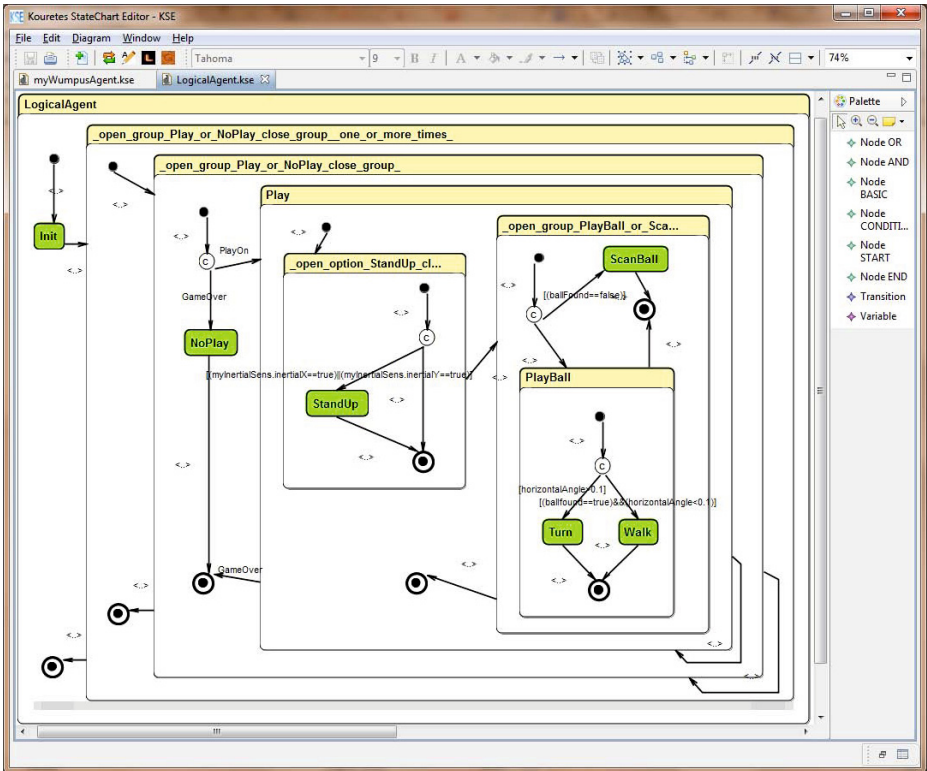 KSE Kouretes StateChart Editor - KSE
File Edit Diagram Window Help
Tahoma 9 B I A 74%
myWumpusAgent.kse LogicalAgent.kse
LogicalAgent
_open_group_Play_or_NoPlay_close_group__one_or_more_times_
_open_group_Play_or_NoPlay_close_group_
Play
_open_group_PlayBall_or_Sca...
<..>
Init
<..>
<..>
<..>
PlayOn
C
GameOver
NoPlay
<..>
GameOver
<..>
<..>
<..>
<..>
_open_option_StandUp_cl...
<..>
C
[(myInertialSens.inertialX==true)||(myInertialSens.inertialY==true)]
StandUp
<..>
<..>
<..>
<..>
ScanBall
<..>
[(ballFound==false)]
C
<..>
<..>
PlayBall
<..>
C
[horizontalAngle>0.1]
[(ballfound==true)&&(horizontalAngle<0.1)]
Turn
Walk
<..>
<..>
<..>
<..>
Palette
Node OR
Node AND
Node
BASIC
Node
CONDITI...
Node
START
Node END
Transition
Variable